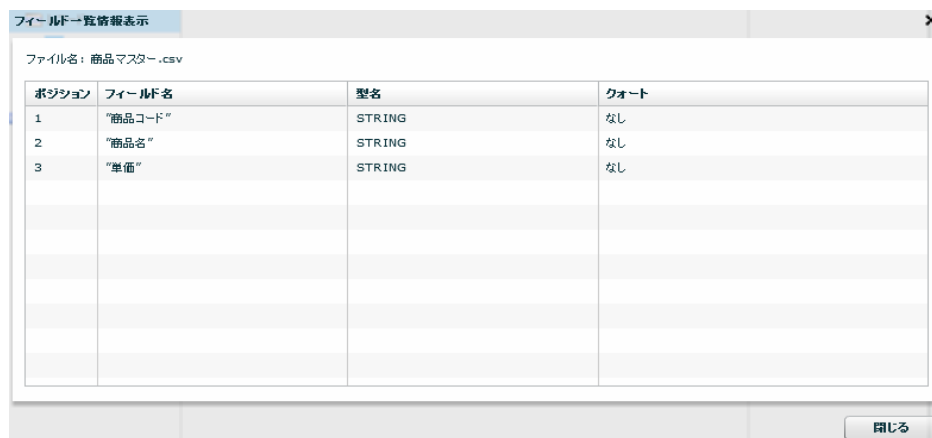 フィールド一覧情報表示
ファイル名: 商品マスター.csv
ポジション フィールド名 型名 クォート
1 "商品コード" STRING なし
2 "商品名" STRING なし
3 "単価" STRING なし
閉じる